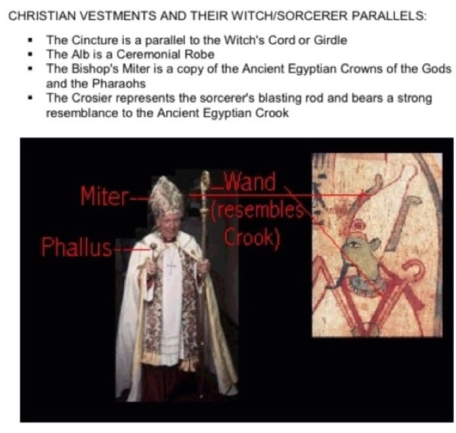 CHRISTIAN VESTMENTS AND THEIR WITCH/SORCERER PARALLELS:
▪ The Cincture is a parallel to the Witch's Cord or Girdle
▪ The Alb is a Ceremonial Robe
▪ The Bishop's Miter is a copy of the Ancient Egyptian Crowns of the Gods
and the Pharaohs
▪ The Crosier represents the sorcerer's blasting rod and bears a strong
resemblance to the Ancient Egyptian Crook
Miter--
Wand
(resembles
Crook)
Phallus--